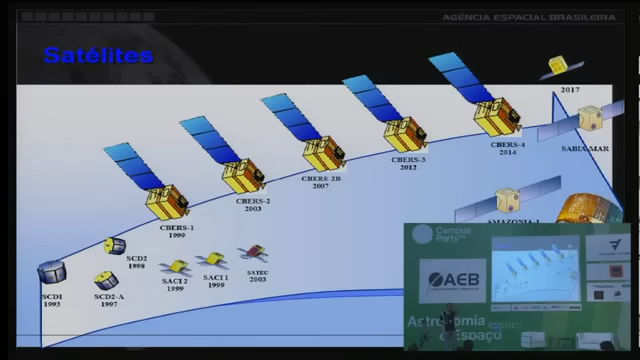 AGÊNCIA ESPACIAL BRASILEIRA
Satélites
2017
SABIA-MAR
CBERS-4
2014
CBERS-3
2012
CBERS-2B
2007
CBERS-2
2003
CBERS-1
1999
AMAZONIA-1
SCD2
1998
SCD1
1993
SCD2-A
1997
SACI 2
1999
SACI 1
1999
SATEC
2003
Campus
Party
AEB
Astronomia
e Espaço